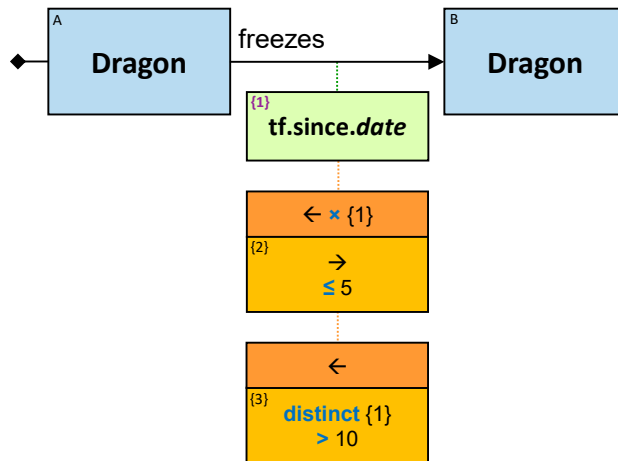 A
Dragon
freezes
B
Dragon
{1}
tf.since.date
← × {1}
{2}
→
≤ 5
←
{3}
distinct {1}
> 10